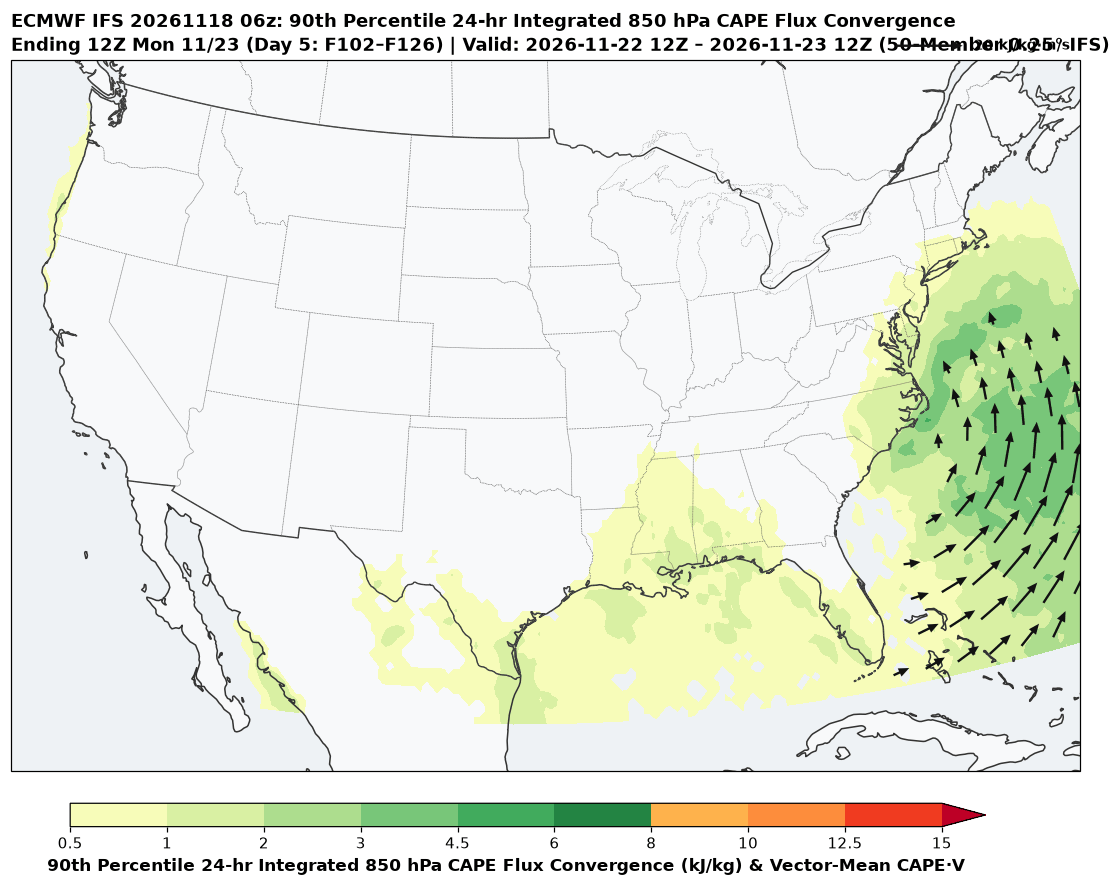 ECMWF IFS 20261118 06z: 90th Percentile 24-hr Integrated 850 hPa CAPE Flux Convergence
Ending 12Z Mon 11/23 (Day 5: F102–F126) | Valid: 2026-11-22 12Z – 2026-11-23 12Z (50-Member 0.25° IFS)
0.5 1 2 3 4.5 6 8 10 12.5 15
90th Percentile 24-hr Integrated 850 hPa CAPE Flux Convergence (kJ/kg) & Vector-Mean CAPE·V